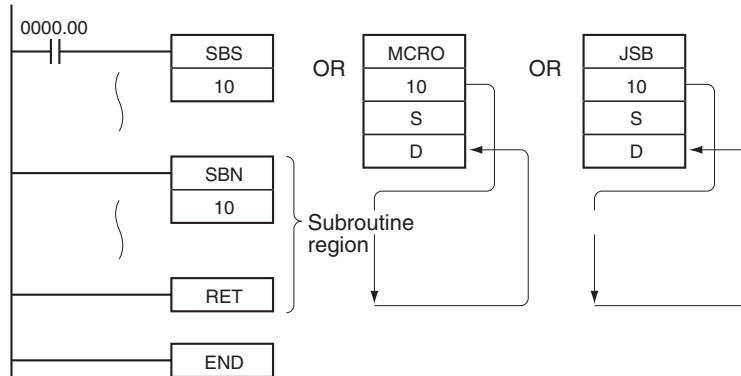 0000.00
SBS
10
OR
MCRO
10
S
D
OR
JSB
10
S
D
SBN
10
Subroutine
region
RET
END